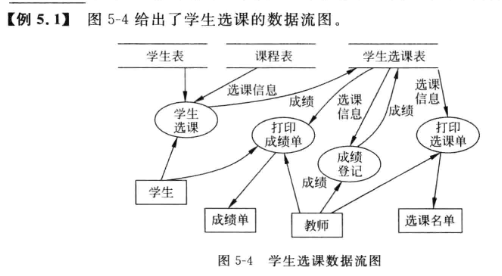 【例 5.1】 图 5-4 给出了学生选课的数据流图。
学生表
课程表
学生选课表
选课信息
成绩
选课
信息
成绩
选课
信息
学生
选课
打印
成绩单
成绩
登记
打印
选课单
成绩
学生
成绩单
教师
选课名单
图 5-4 学生选课数据流图